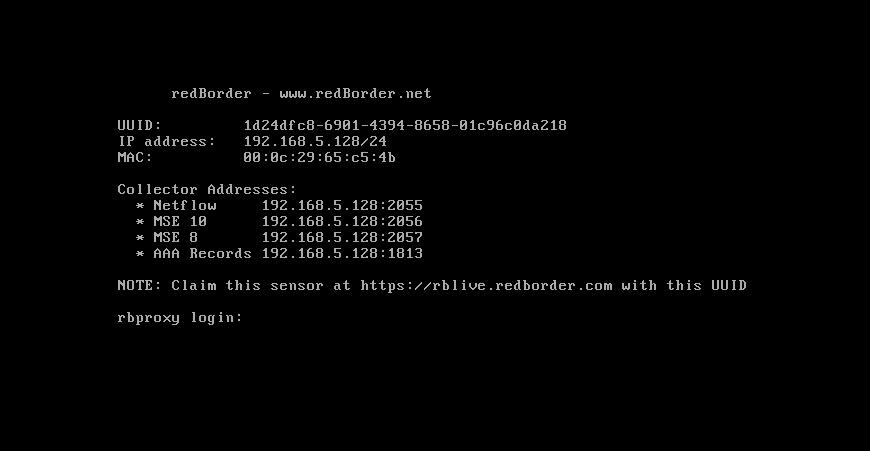 redBorder - www.redBorder.net
UUID: 1d24dfc8-6901-4394-8658-01c96c0da218
IP address: 192.168.5.128/24
MAC: 00:0c:29:65:c5:4b
Collector Addresses:
* Netflow 192.168.5.128:2055
* MSE 10 192.168.5.128:2056
* MSE 8 192.168.5.128:2057
* AAA Records 192.168.5.128:1813
NOTE: Claim this sensor at https://rblive.redborder.com with this UUID
rbproxy login: